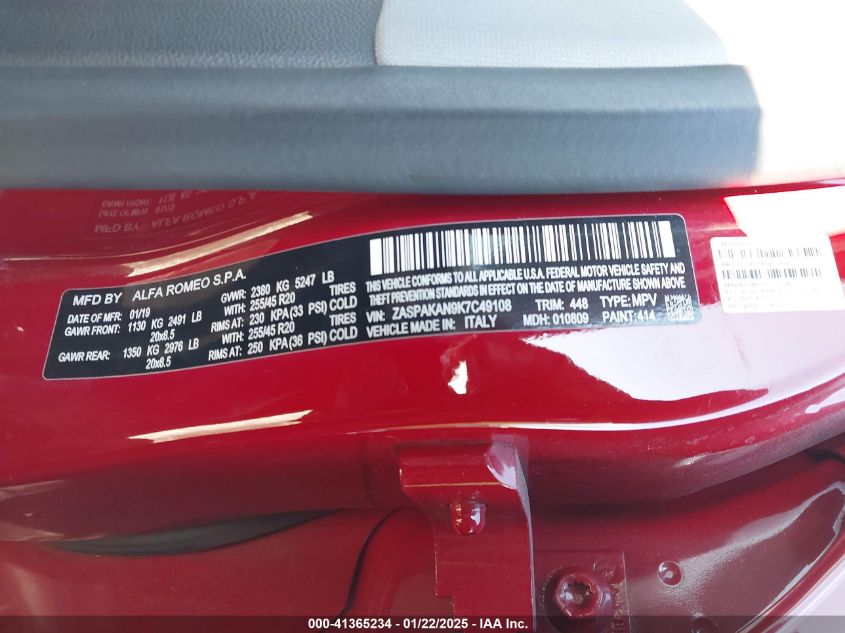 MFD BY ALFA ROMEO S.P.A.
DATE OF MFR: 01/19 GVWR: 2380 KG 5247 LB
GAWR FRONT: 1130 KG 2491 LB WITH: 255/45 R20 TIRES
20x8.5 RIMS AT: 230 KPA(33 PSI) COLD
GAWR REAR: 1350 KG 2976 LB WITH: 255/45 R20 TIRES
20x8.5 RIMS AT: 250 KPA(36 PSI) COLD
THIS VEHICLE CONFORMS TO ALL APPLICABLE U.S.A. FEDERAL MOTOR VEHICLE SAFETY,
BUMPER, AND THEFT PREVENTION STANDARDS IN EFFECT ON THE DATE OF MANUFACTURE SHOWN ABOVE.
VIN: ZASPAKAN9K7C49108 TRIM: 448 TYPE: MPV
VEHICLE MADE IN: ITALY MDH: 010809 PAINT: 414
000-41365234 - 01/22/2025 - IAA Inc.